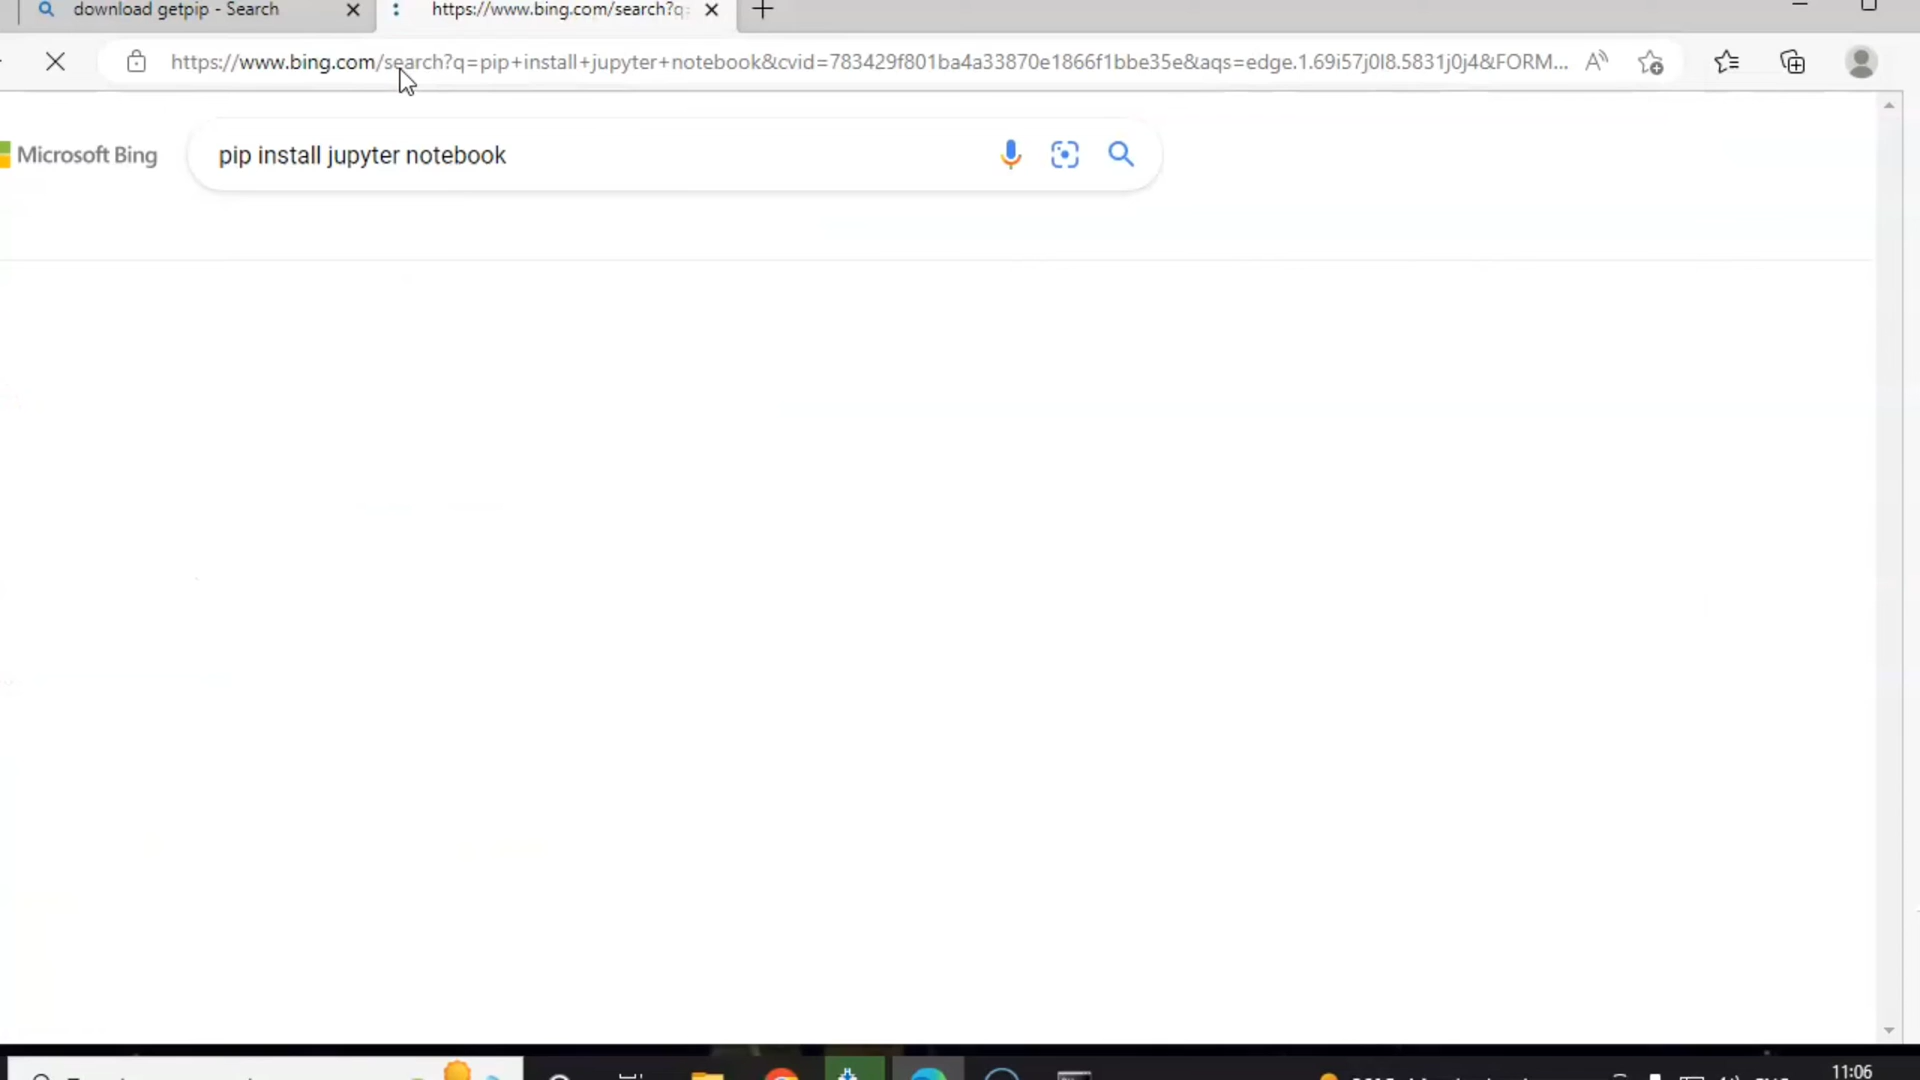 download getpip - Search
https://www.bing.com/search?q=
https://www.bing.com/search?q=pip+install+jupyter+notebook&cvid=783429f801ba4a33870e1866f1bbe35e&aqs=edge.1.69i57j0l8.5831j0j4&FORM...
Microsoft Bing
pip install jupyter notebook
11:06